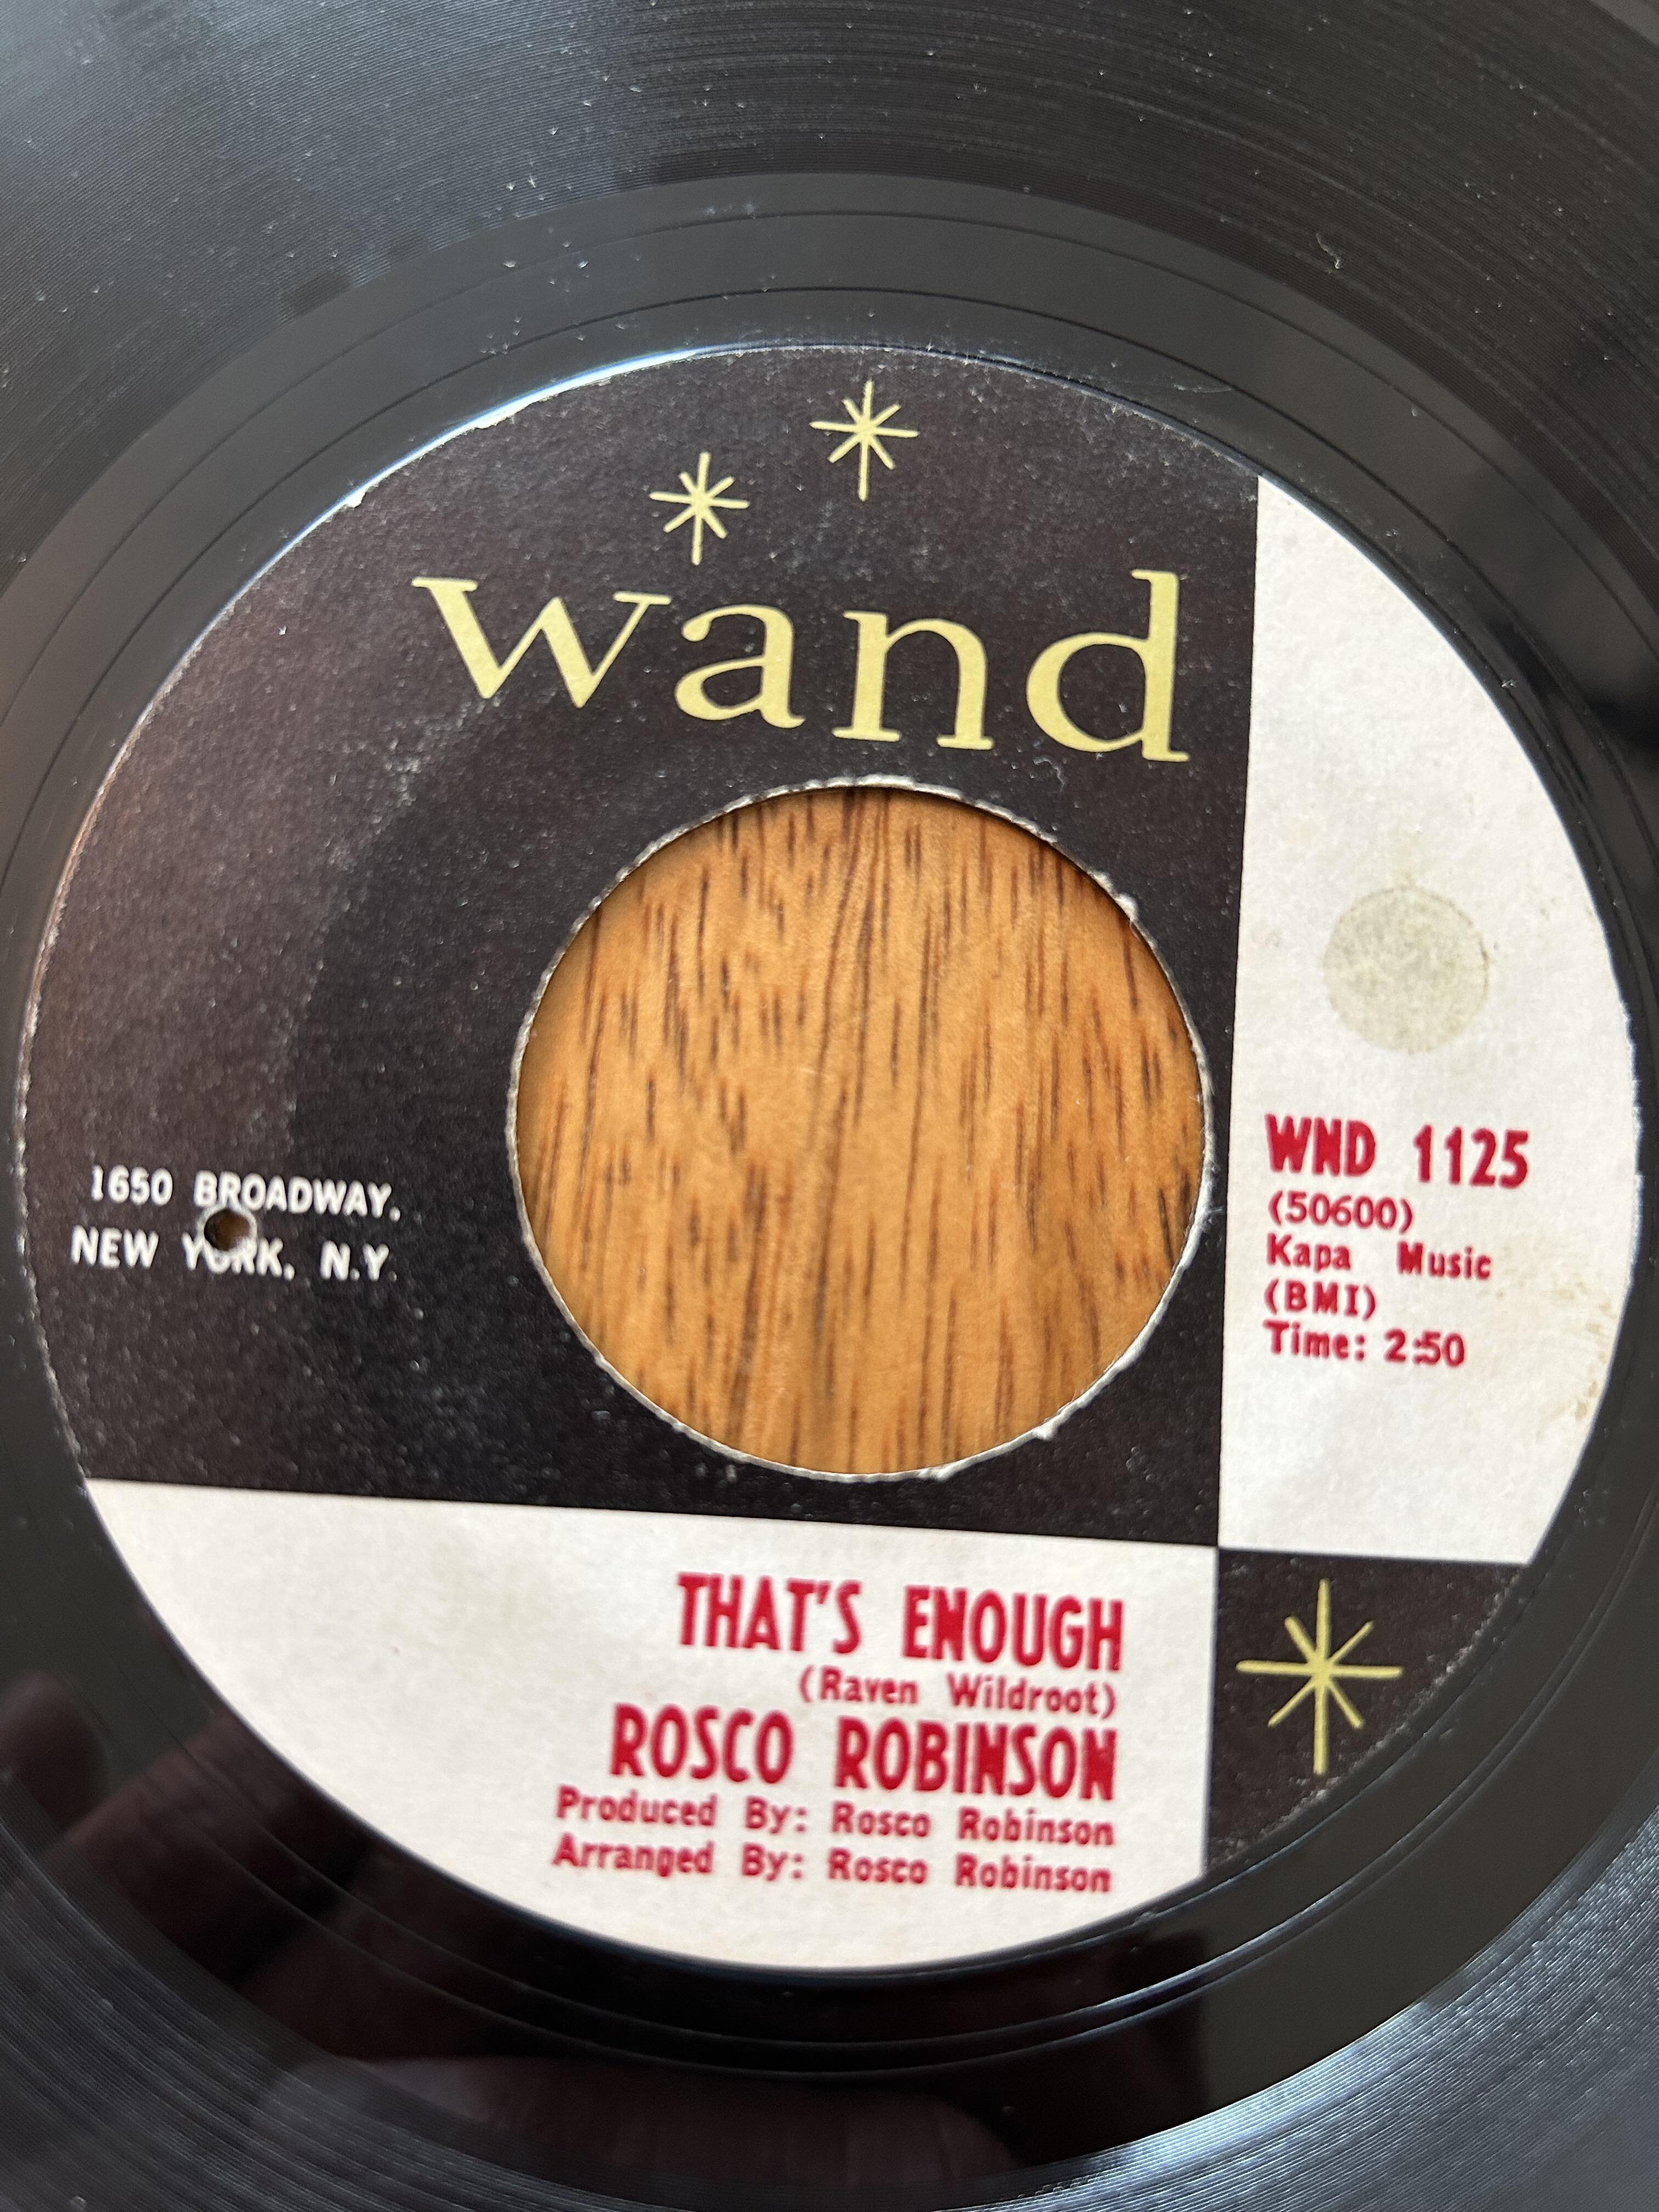 wand
1650 BROADWAY,
NEW YORK, N.Y.
WND 1125
(50600)
Kapa Music
(BMI)
Time: 2:50
THAT'S ENOUGH
(Raven Wildroot)
ROSCO ROBINSON
Produced By: Rosco Robinson
Arranged By: Rosco Robinson